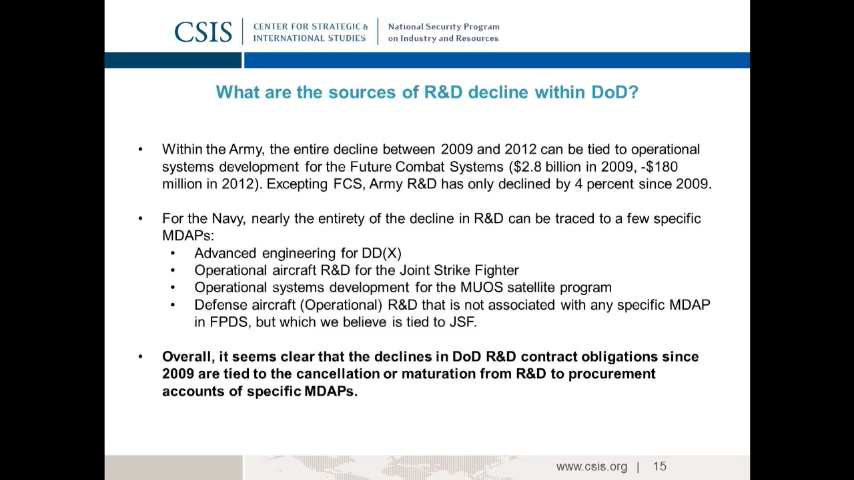 CSIS
CENTER FOR STRATEGIC &
INTERNATIONAL STUDIES
National Security Program
on Industry and Resources
What are the sources of R&D decline within DoD?
• Within the Army, the entire decline between 2009 and 2012 can be tied to operational
systems development for the Future Combat Systems ($2.8 billion in 2009, -$180
million in 2012). Excepting FCS, Army R&D has only declined by 4 percent since 2009.
• For the Navy, nearly the entirety of the decline in R&D can be traced to a few specific
MDAPs:
• Advanced engineering for DD(X)
• Operational aircraft R&D for the Joint Strike Fighter
• Operational systems development for the MUOS satellite program
• Defense aircraft (Operational) R&D that is not associated with any specific MDAP
in FPDS, but which we believe is tied to JSF.
• Overall, it seems clear that the declines in DoD R&D contract obligations since
2009 are tied to the cancellation or maturation from R&D to procurement
accounts of specific MDAPs.
www.csis.org | 15